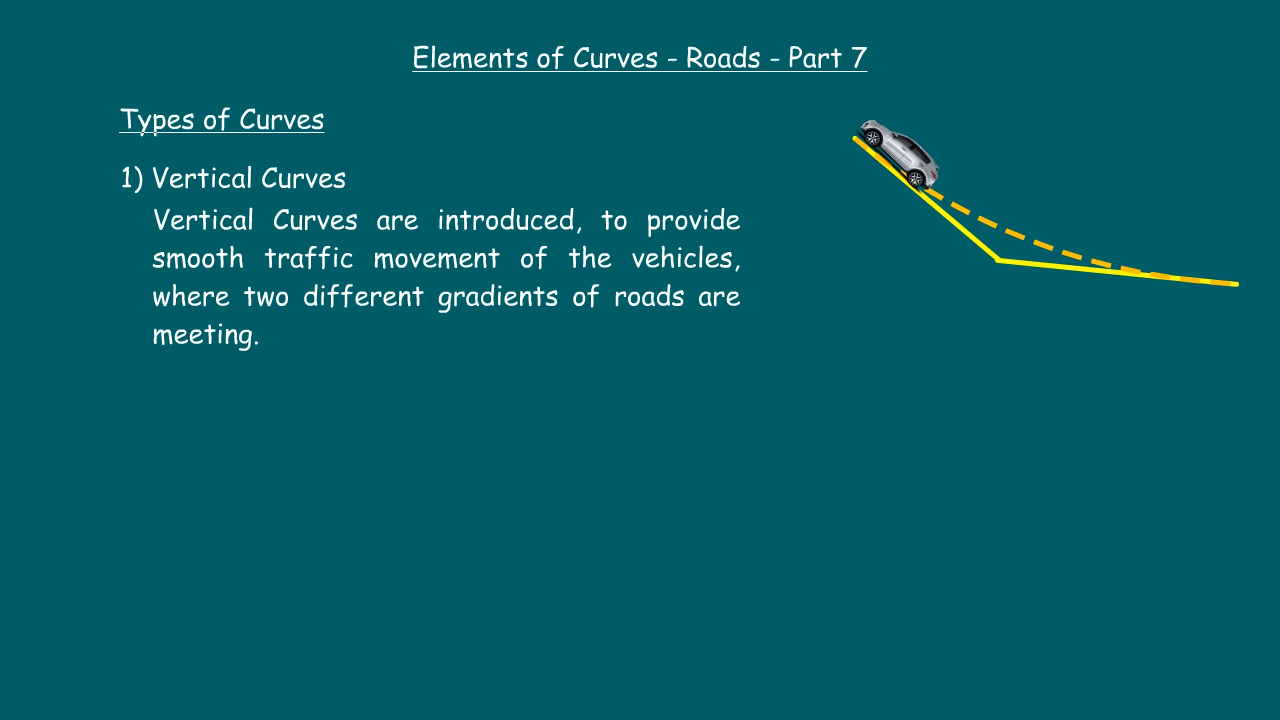 Elements of Curves - Roads - Part 7
Types of Curves
1) Vertical Curves
Vertical Curves are introduced, to provide
smooth traffic movement of the vehicles,
where two different gradients of roads are
meeting.